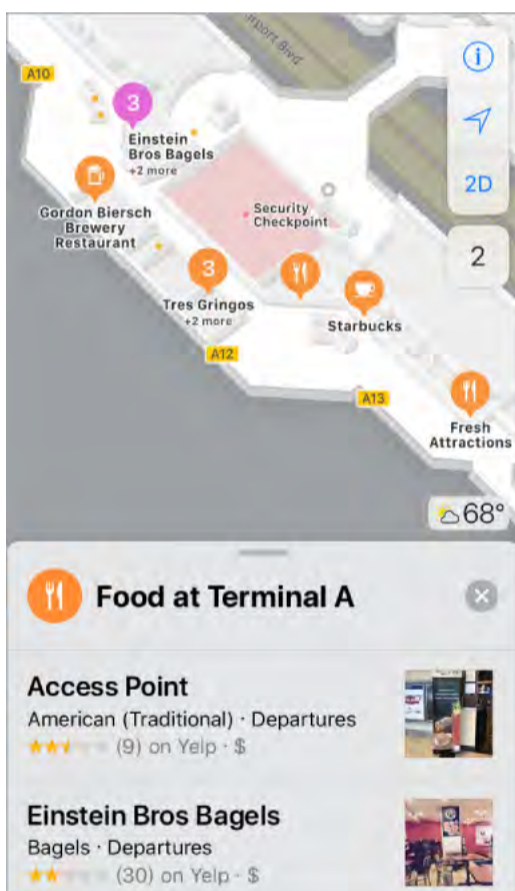 rport Blvd
A10
3
Einstein
Bros Bagels
+2 more
2D
Gordon Biersch
Brewery
Restaurant
Security
Checkpoint
2
3
Tres Gringos
+2 more
Starbucks
A12
A13
Fresh
Attractions
68°
Food at Terminal A
Access Point
American (Traditional) · Departures
(9) on Yelp · $
Einstein Bros Bagels
Bagels · Departures
(30) on Yelp · $